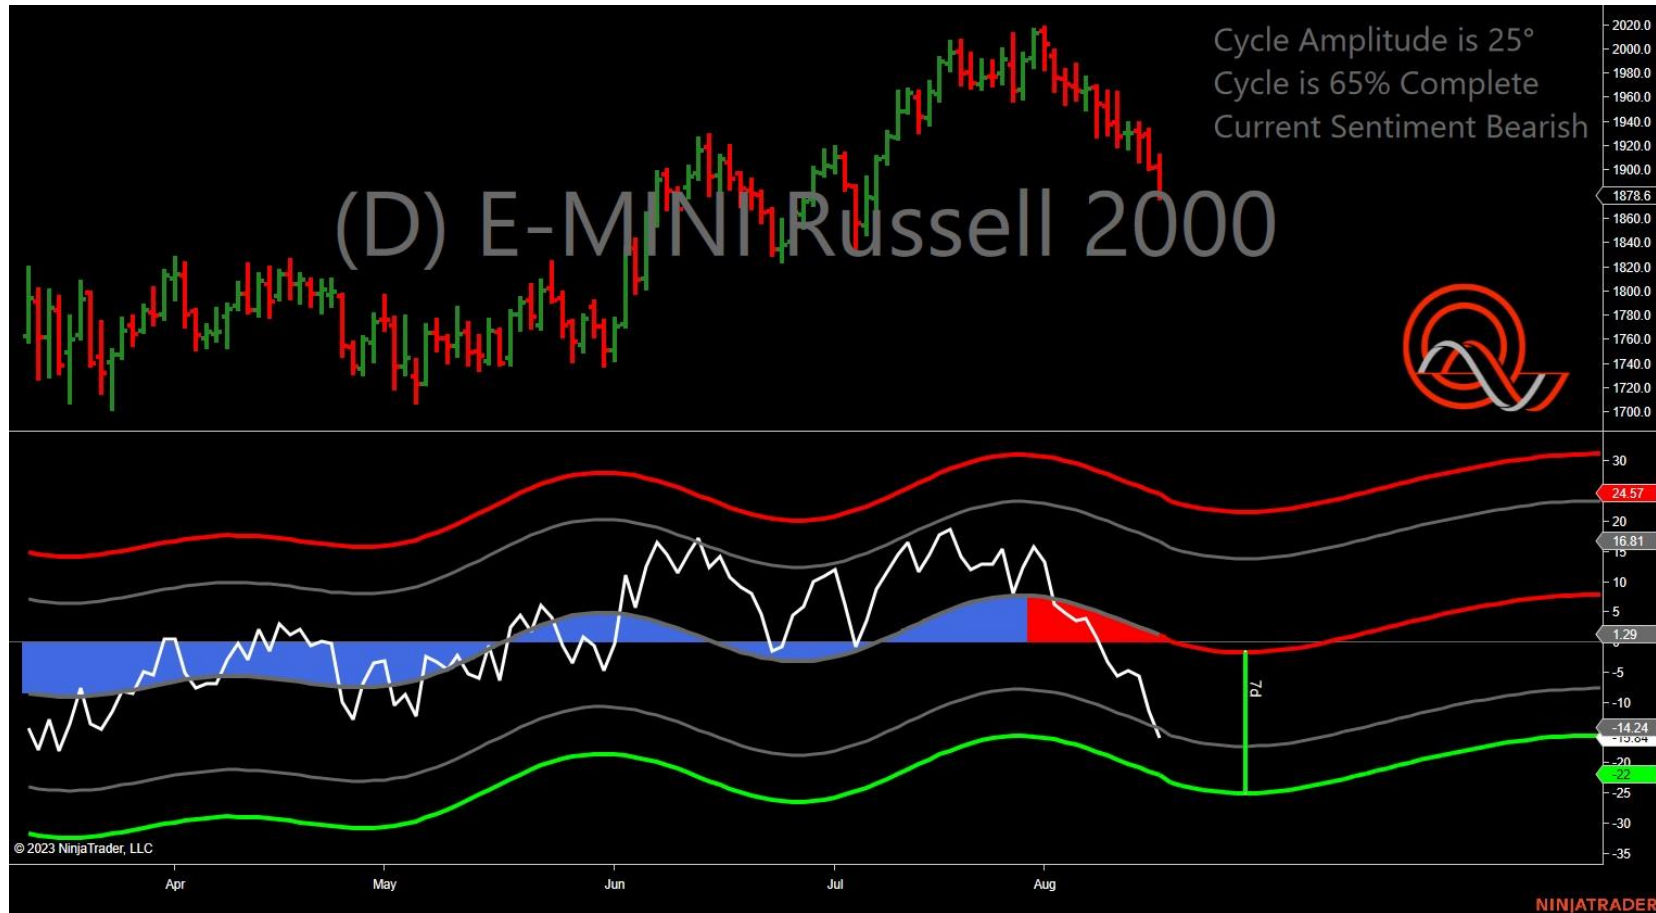 Cycle Amplitude is 25°
Cycle is 65% Complete
Current Sentiment Bearish
(D) E-MINI Russell 2000
2020.0
2000.0
1980.0
1960.0
1940.0
1920.0
1900.0
1878.6
1860.0
1840.0
1820.0
1800.0
1780.0
1760.0
1740.0
1720.0
1700.0
30
24.57
20
16.81
15
10
5
1.29
0
-5
7d
-10
-14.24
-15.84
-20
-22
-25
-30
-35
© 2023 NinjaTrader, LLC
Apr
May
Jun
Jul
Aug
NINJATRADER